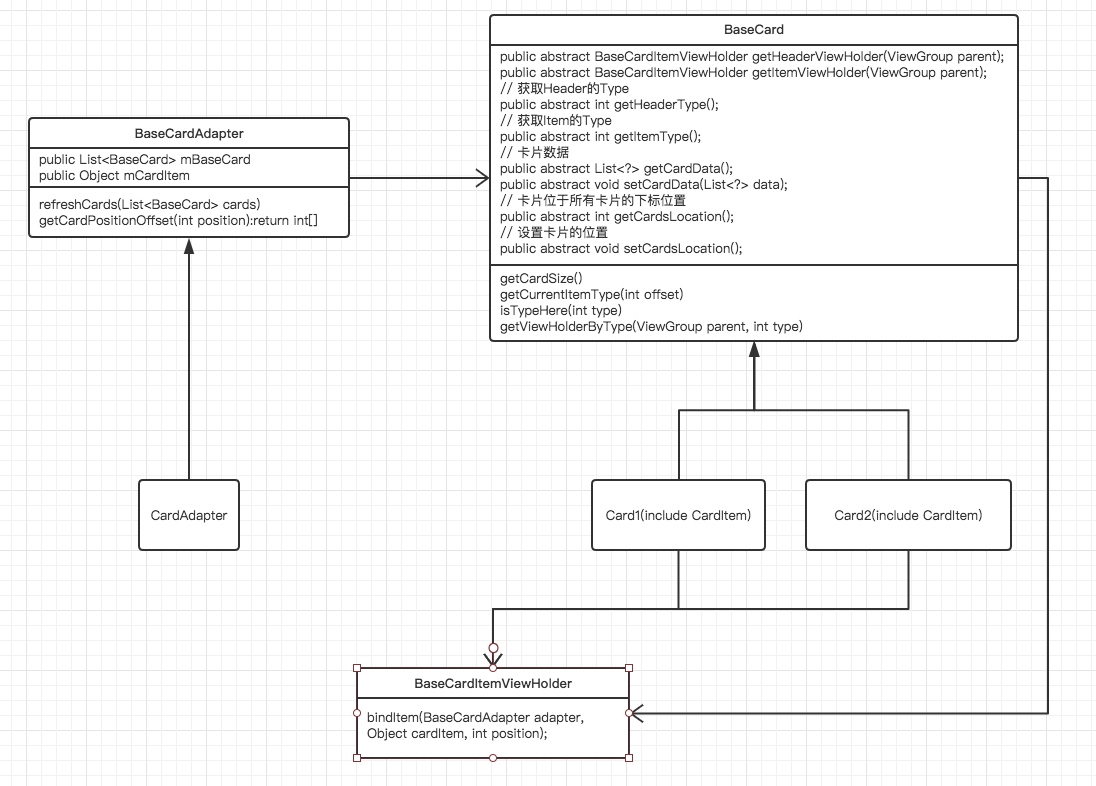 BaseCard
public abstract BaseCardItemViewHolder getHeaderViewHolder(ViewGroup parent);
public abstract BaseCardItemViewHolder getItemViewHolder(ViewGroup parent);
// 获取Header的Type
public abstract int getHeaderType();
// 获取Item的Type
public abstract int getItemType();
// 卡片数据
public abstract List<?> getCardData();
public abstract void setCardData(List<?> data);
// 卡片位于所有卡片的下标位置
public abstract int getCardsLocation();
// 设置卡片的位置
public abstract void setCardsLocation();
getCardSize()
getCurrentItemType(int offset)
isTypeHere(int type)
getViewHolderByType(ViewGroup parent, int type)
BaseCardAdapter
public List<BaseCard> mBaseCard
public Object mCardItem
refreshCards(List<BaseCard> cards)
getCardPositionOffset(int position):return int[]
CardAdapter
Card1(include CardItem)
Card2(include CardItem)
BaseCardItemViewHolder
bindItem(BaseCardAdapter adapter,
Object cardItem, int position);